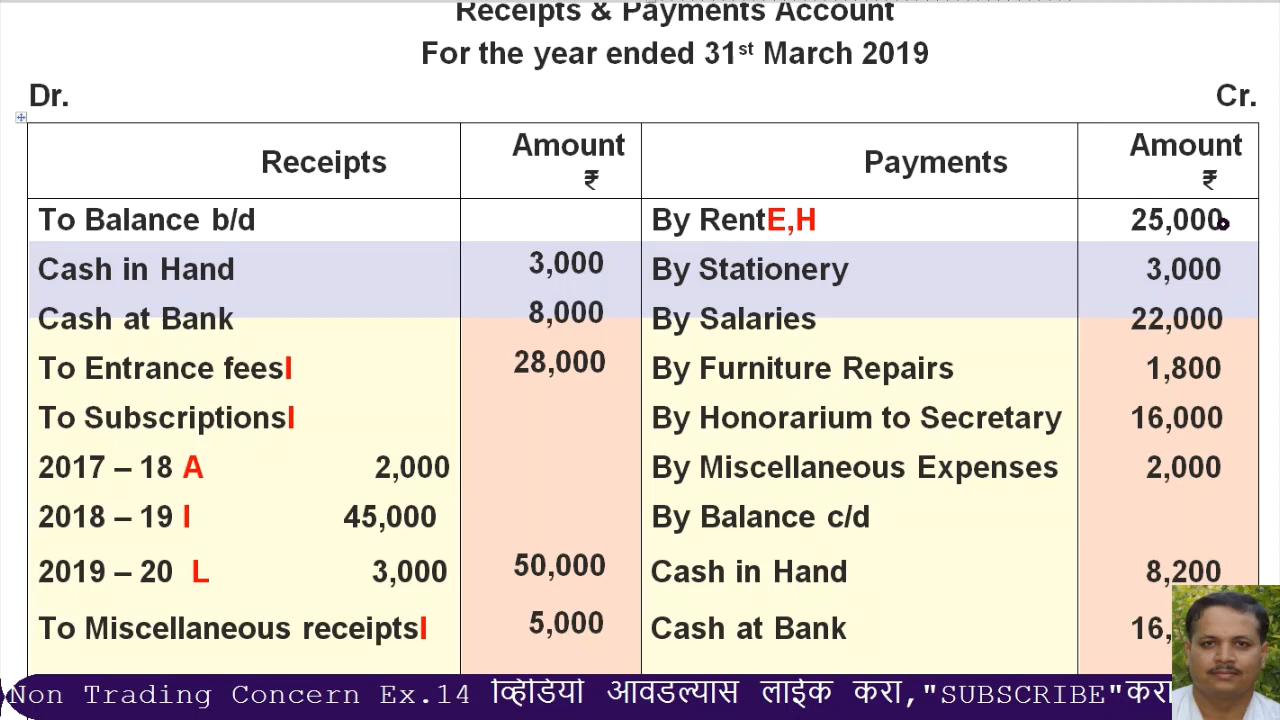 Receipts & Payments Account
For the year ended 31st March 2019
Dr. Cr.
Receipts Amount ₹ Payments Amount ₹
To Balance b/d By RentE,H 25,000
Cash in Hand 3,000 By Stationery 3,000
Cash at Bank 8,000 By Salaries 22,000
To Entrance feesI 28,000 By Furniture Repairs 1,800
To SubscriptionsI By Honorarium to Secretary 16,000
2017 – 18 A 2,000 By Miscellaneous Expenses 2,000
2018 – 19 I 45,000 By Balance c/d
2019 – 20 L 3,000 50,000 Cash in Hand 8,200
To Miscellaneous receiptsI 5,000 Cash at Bank 16,
Non Trading Concern Ex.14 व्हिडियो आवडल्यास लाईक करा,"SUBSCRIBE"करा